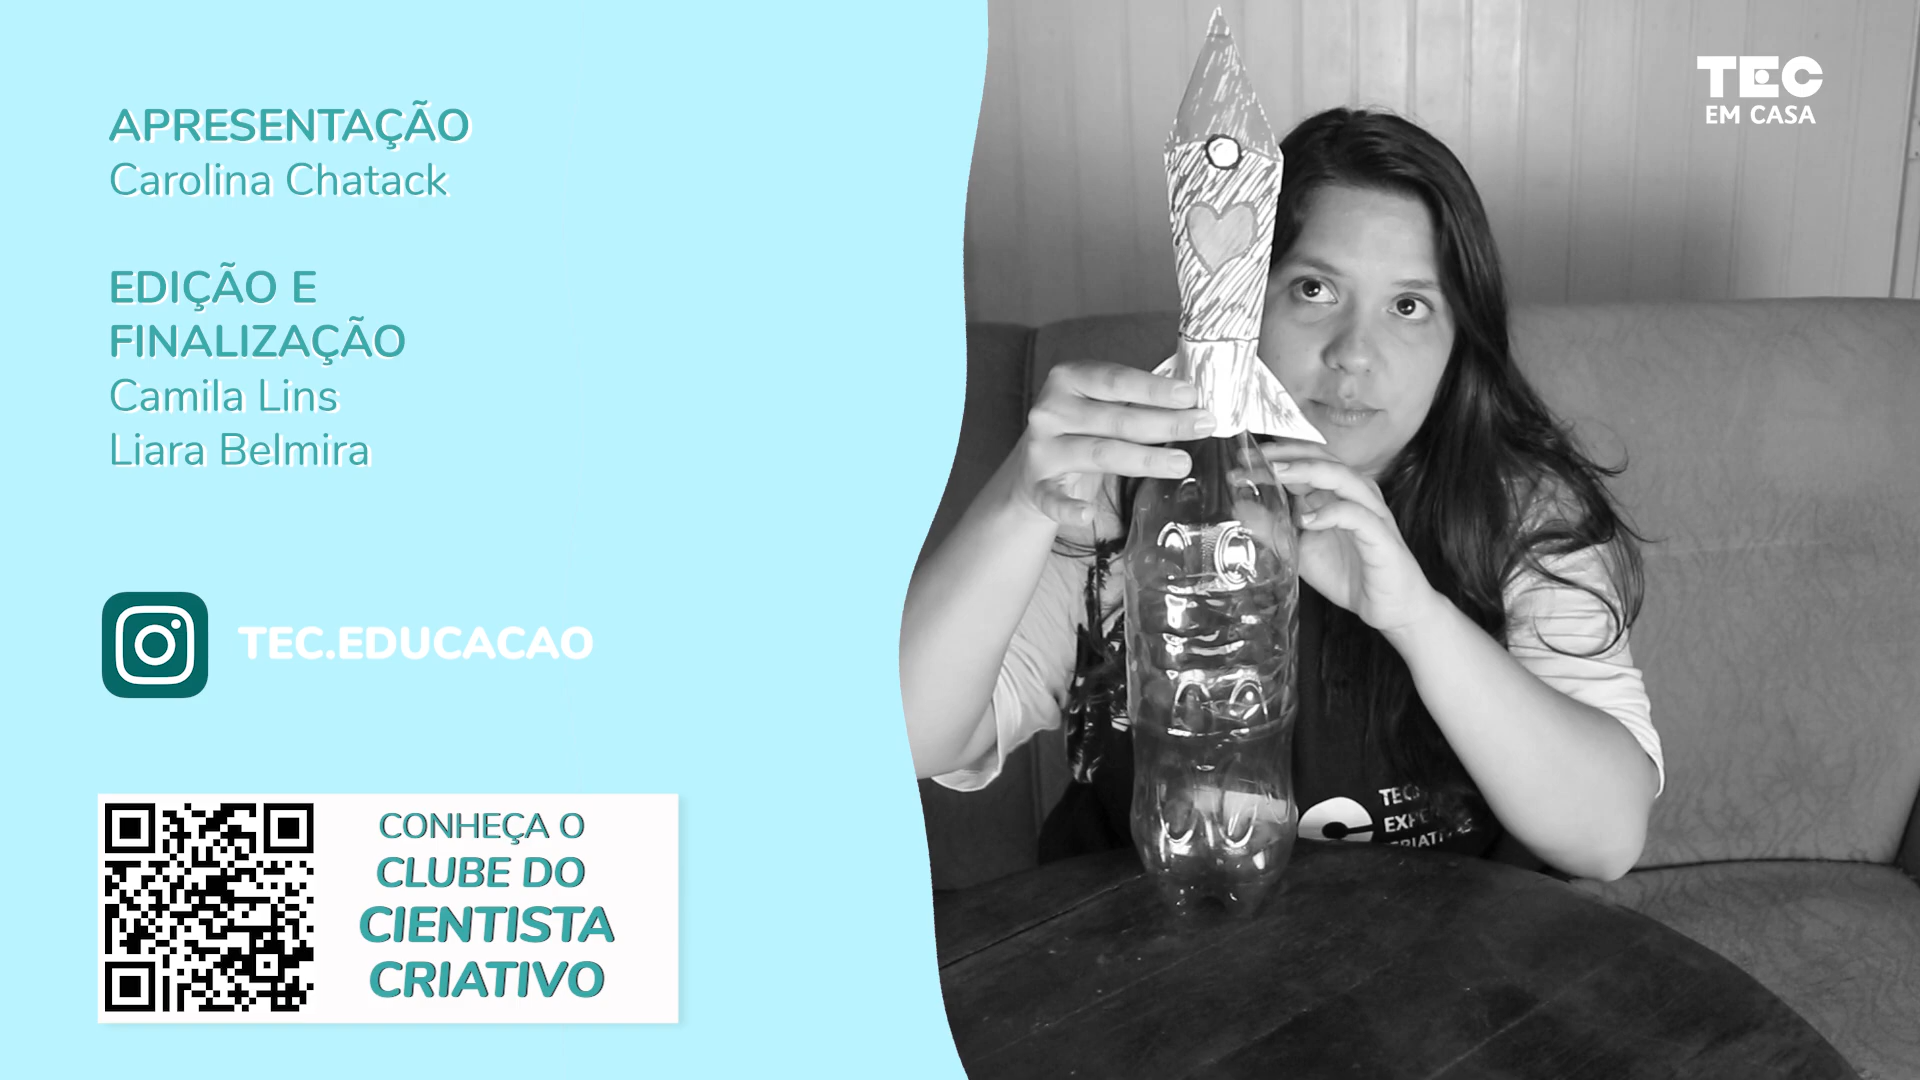 APRESENTAÇÃO
Carolina Chatack
EDIÇÃO E
FINALIZAÇÃO
Camila Lins
Liara Belmira
TEC.EDUCACAO
CONHEÇA O
CLUBE DO
CIENTISTA
CRIATIVO
TEC
EM CASA